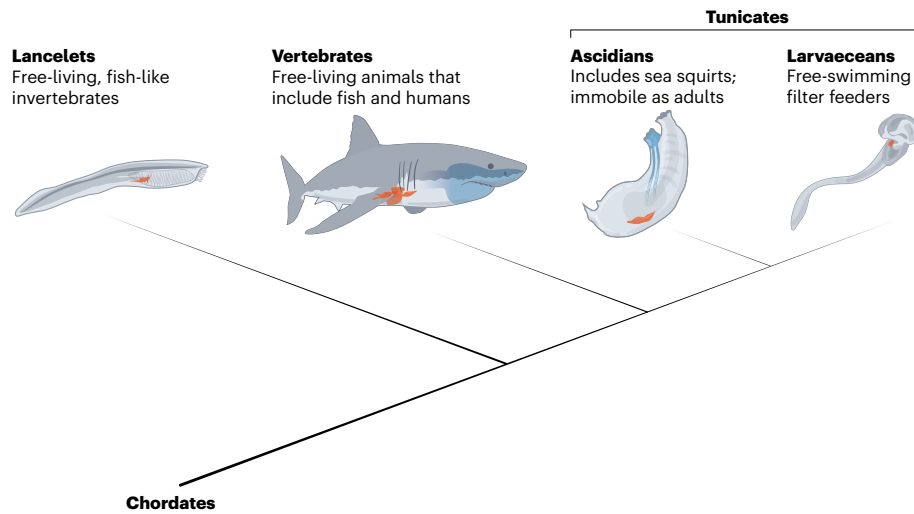 Tunicates
Lancelets
Free-living, fish-like
invertebrates
Vertebrates
Free-living animals that
include fish and humans
Ascidians
Includes sea squirts;
immobile as adults
Larvaeceans
Free-swimming
filter feeders
Chordates